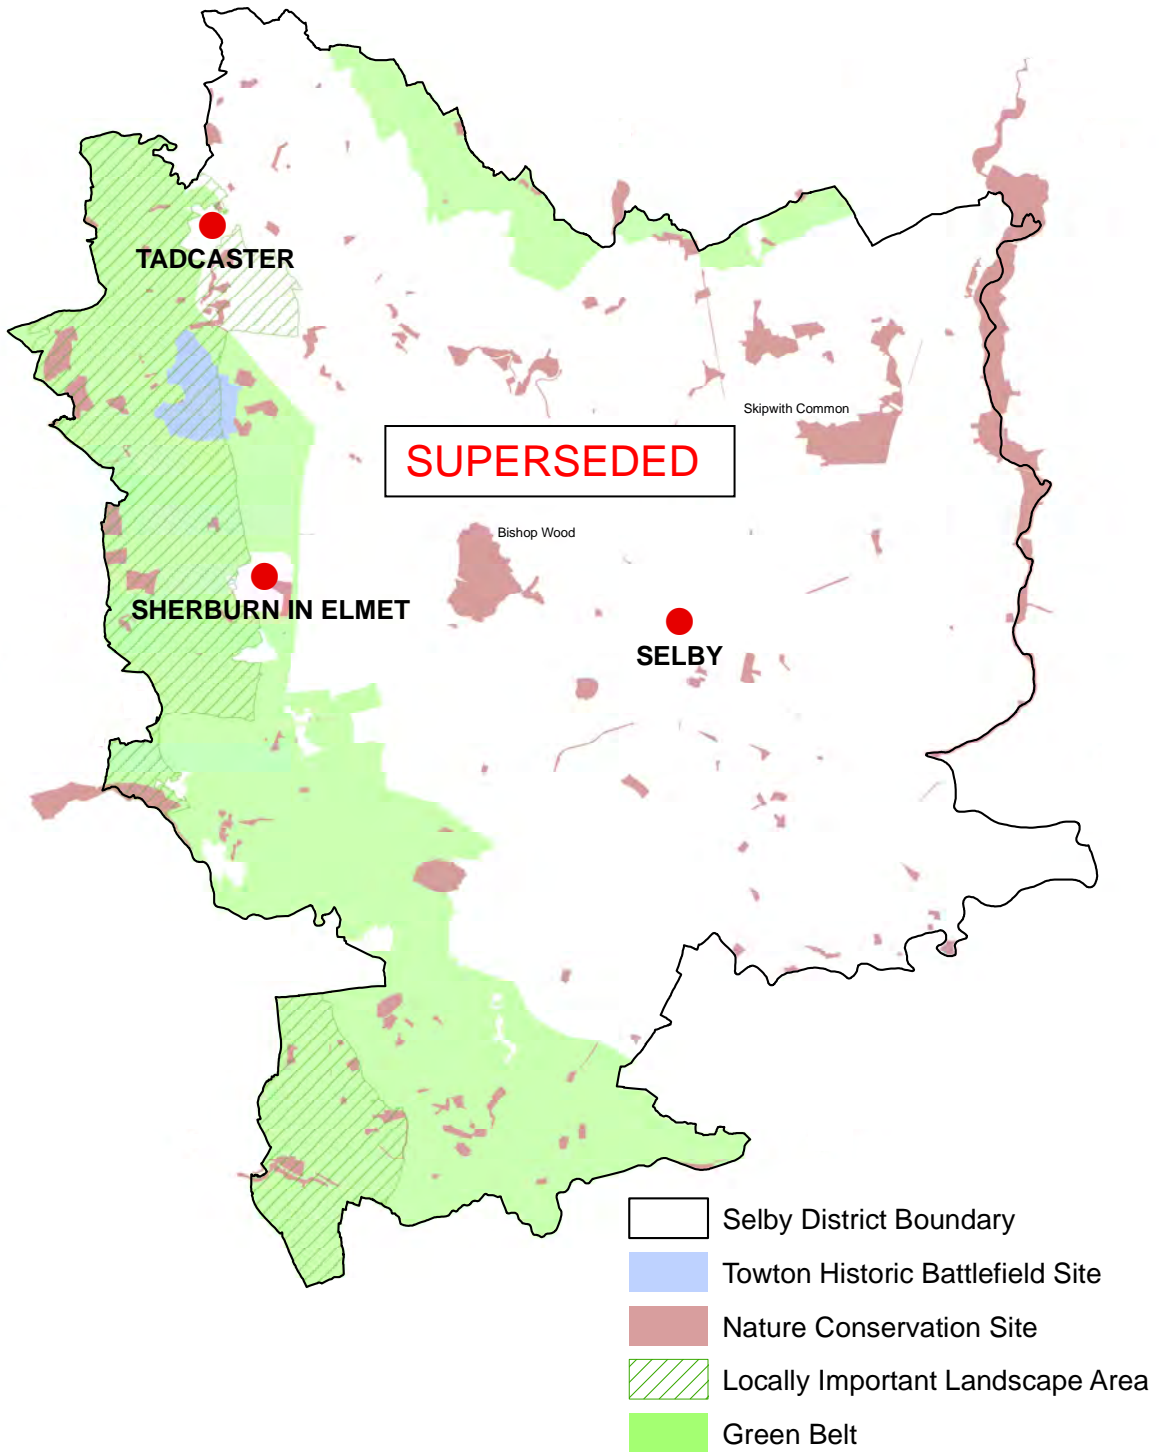 TADCASTER
Skipwith Common
SUPERSEDED
Bishop Wood
SHERBURN IN ELMET
SELBY
Selby District Boundary
Towton Historic Battlefield Site
Nature Conservation Site
Locally Important Landscape Area
Green Belt